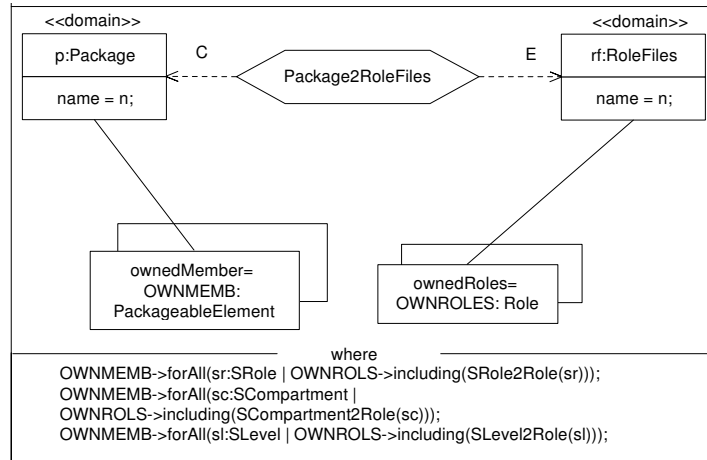 <<domain>>
<<domain>>
p:Package
C
Package2RoleFiles
E
rf:RoleFiles
name = n;
name = n;
ownedMember=
OWNMEMB:
PackageableElement
ownedRoles=
OWNROLES: Role
where
OWNMEMB->forAll(sr:SRole | OWNROLS->including(SRole2Role(sr)));
OWNMEMB->forAll(sc:SCompartment |
OWNROLS->including(SCompartment2Role(sc)));
OWNMEMB->forAll(sl:SLevel | OWNROLS->including(SLevel2Role(sl)));